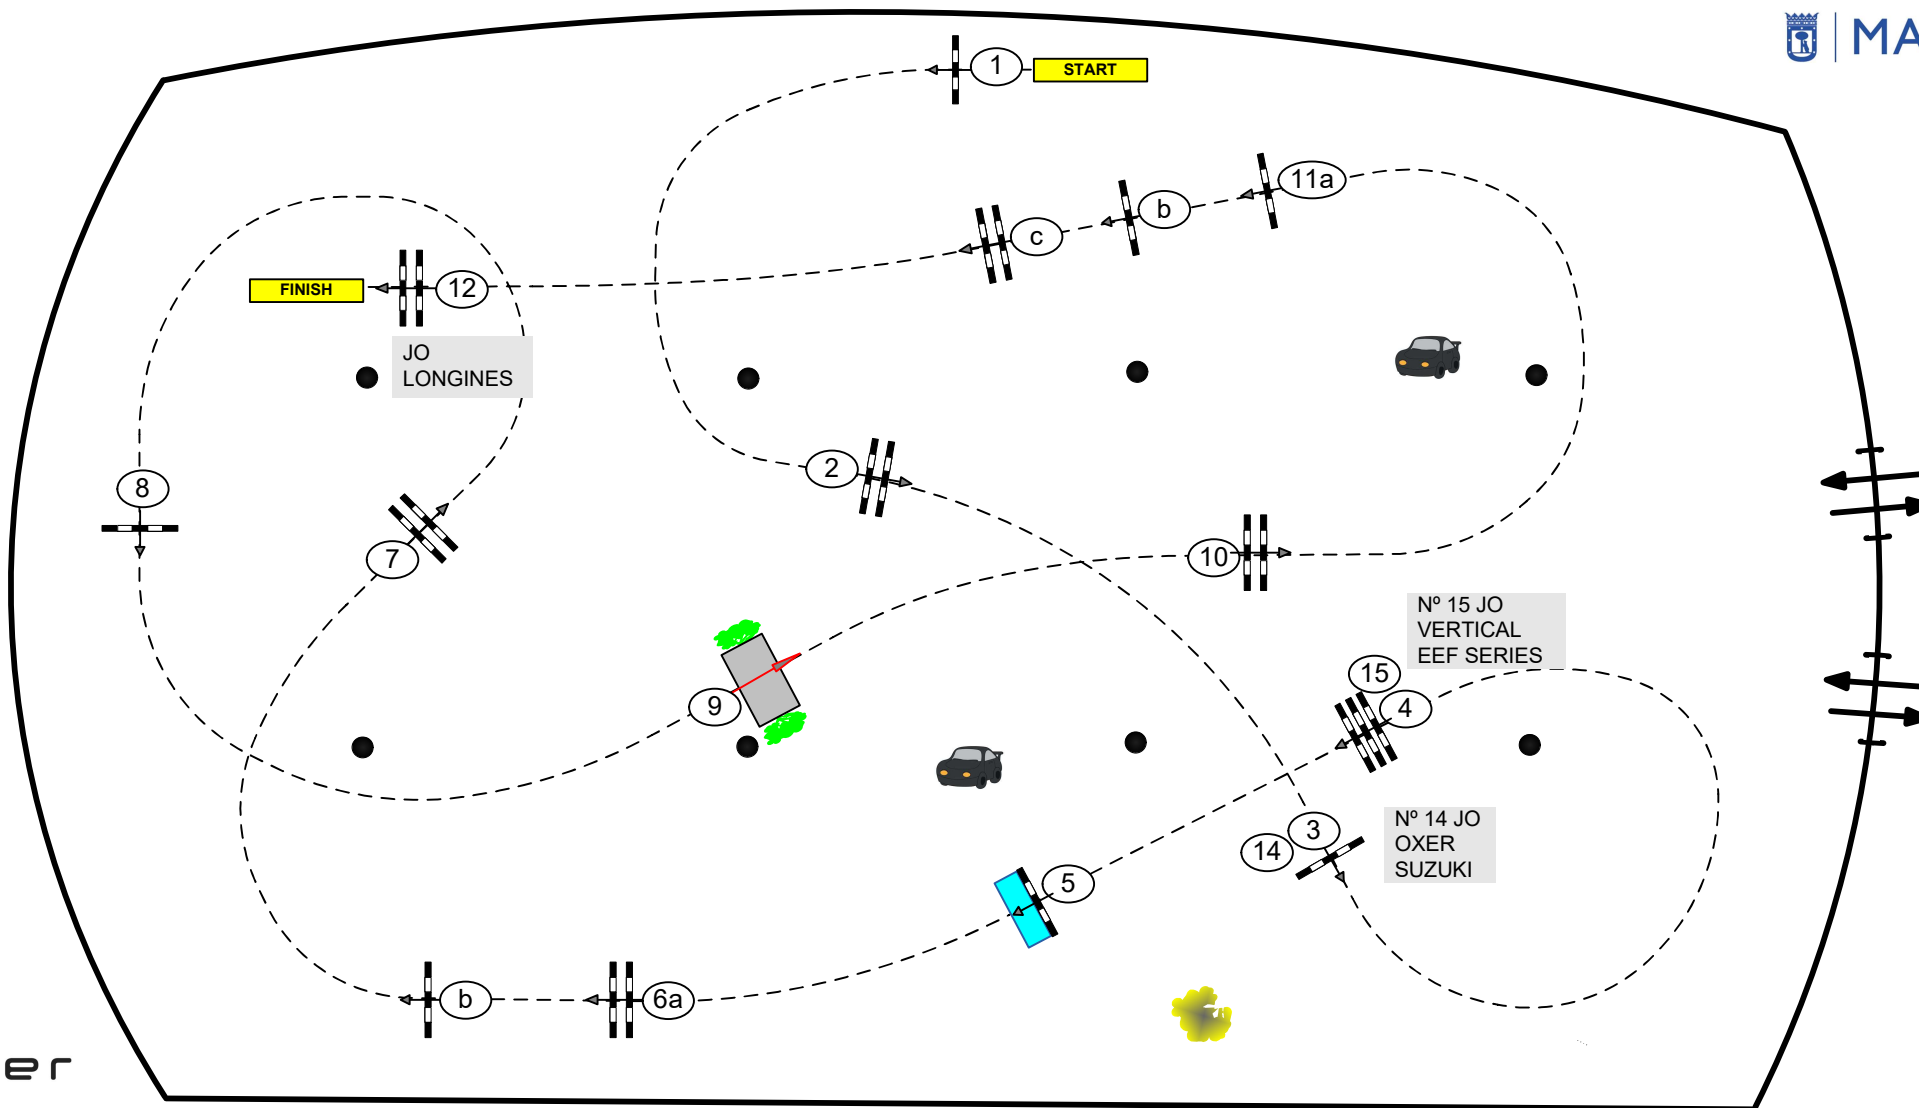 MA
1
START
11a
b
c
12
FINISH
JO
LONGINES
2
8
7
10
Nº 15 JO
VERTICAL
EEF SERIES
15
4
9
Nº 14 JO
OXER
SUZUKI
3
14
5
b
6a
er